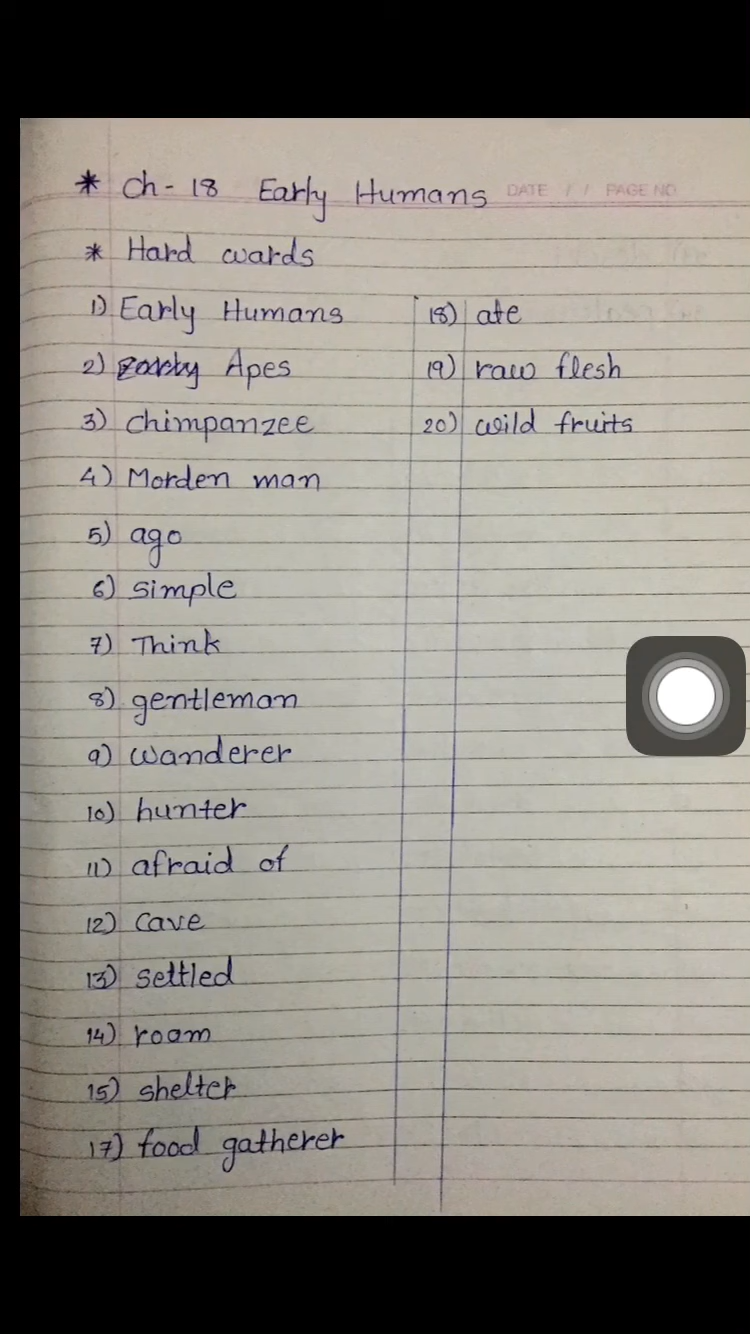 * Ch - 18 Early Humans DATE / / PAGE NO
* Hard wards
1) Early Humans
2) Apes
3) chimpanzee
4) Morden man
5) ago
6) simple
7) Think
8) gentleman
9) wanderer
10) hunter
11) afraid of
12) cave
13) settled
14) room
15) shelter
17) food gatherer
18) ate
19) raw flesh
20) wild fruits